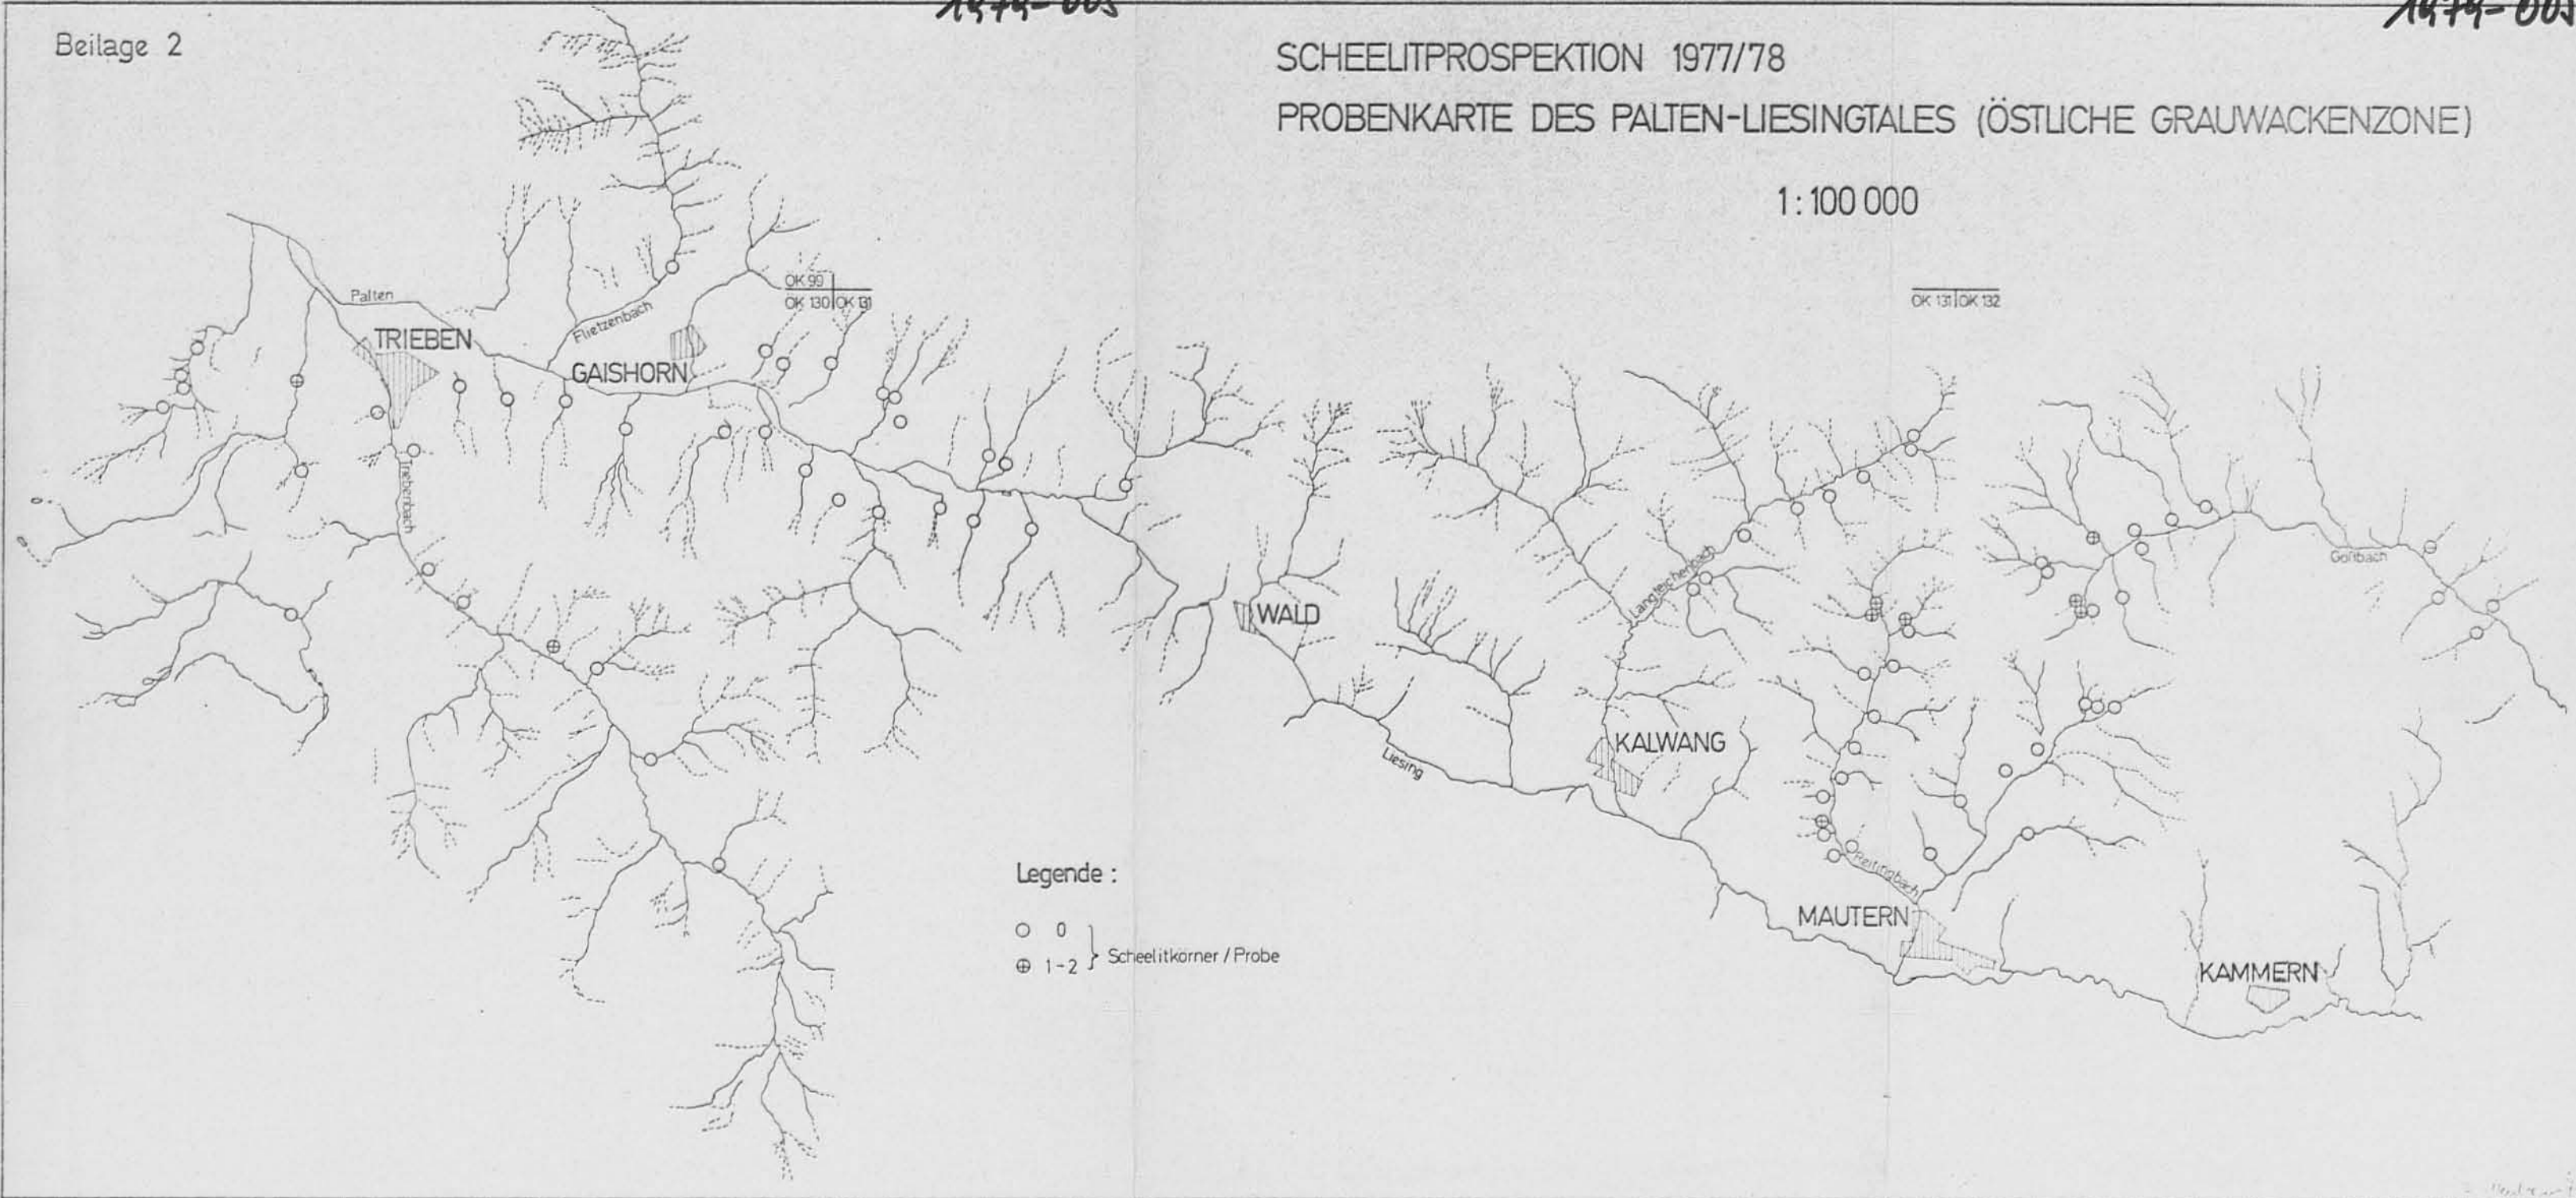 Beilage 2
SCHEELITPROSPEKTION 1977/78
PROBENKARTE DES PALTEN-LIESINGTALES (ÖSTLICHE GRAUWACKENZONE)
1:100 000
OK 99
OK 130 OK 131
OK 131 OK 132
Palten
TRIEBEN
Flietzenbach
GAISHORN
Triebenbach
WALD
Langteichenbach
Gößbach
KALWANG
Liesing
Reitingbach
MAUTERN
KAMMERN
Legende :
0
1-2
Scheelitkörner / Probe